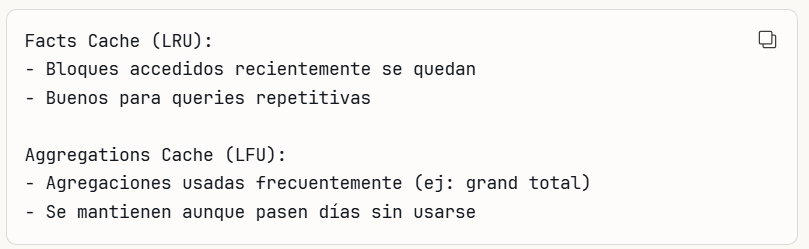 Facts Cache (LRU):
- Bloques accedidos recientemente se quedan
- Buenos para queries repetitivas

Aggregations Cache (LFU):
- Agregaciones usadas frecuentemente (ej: grand total)
- Se mantienen aunque pasen días sin usarse